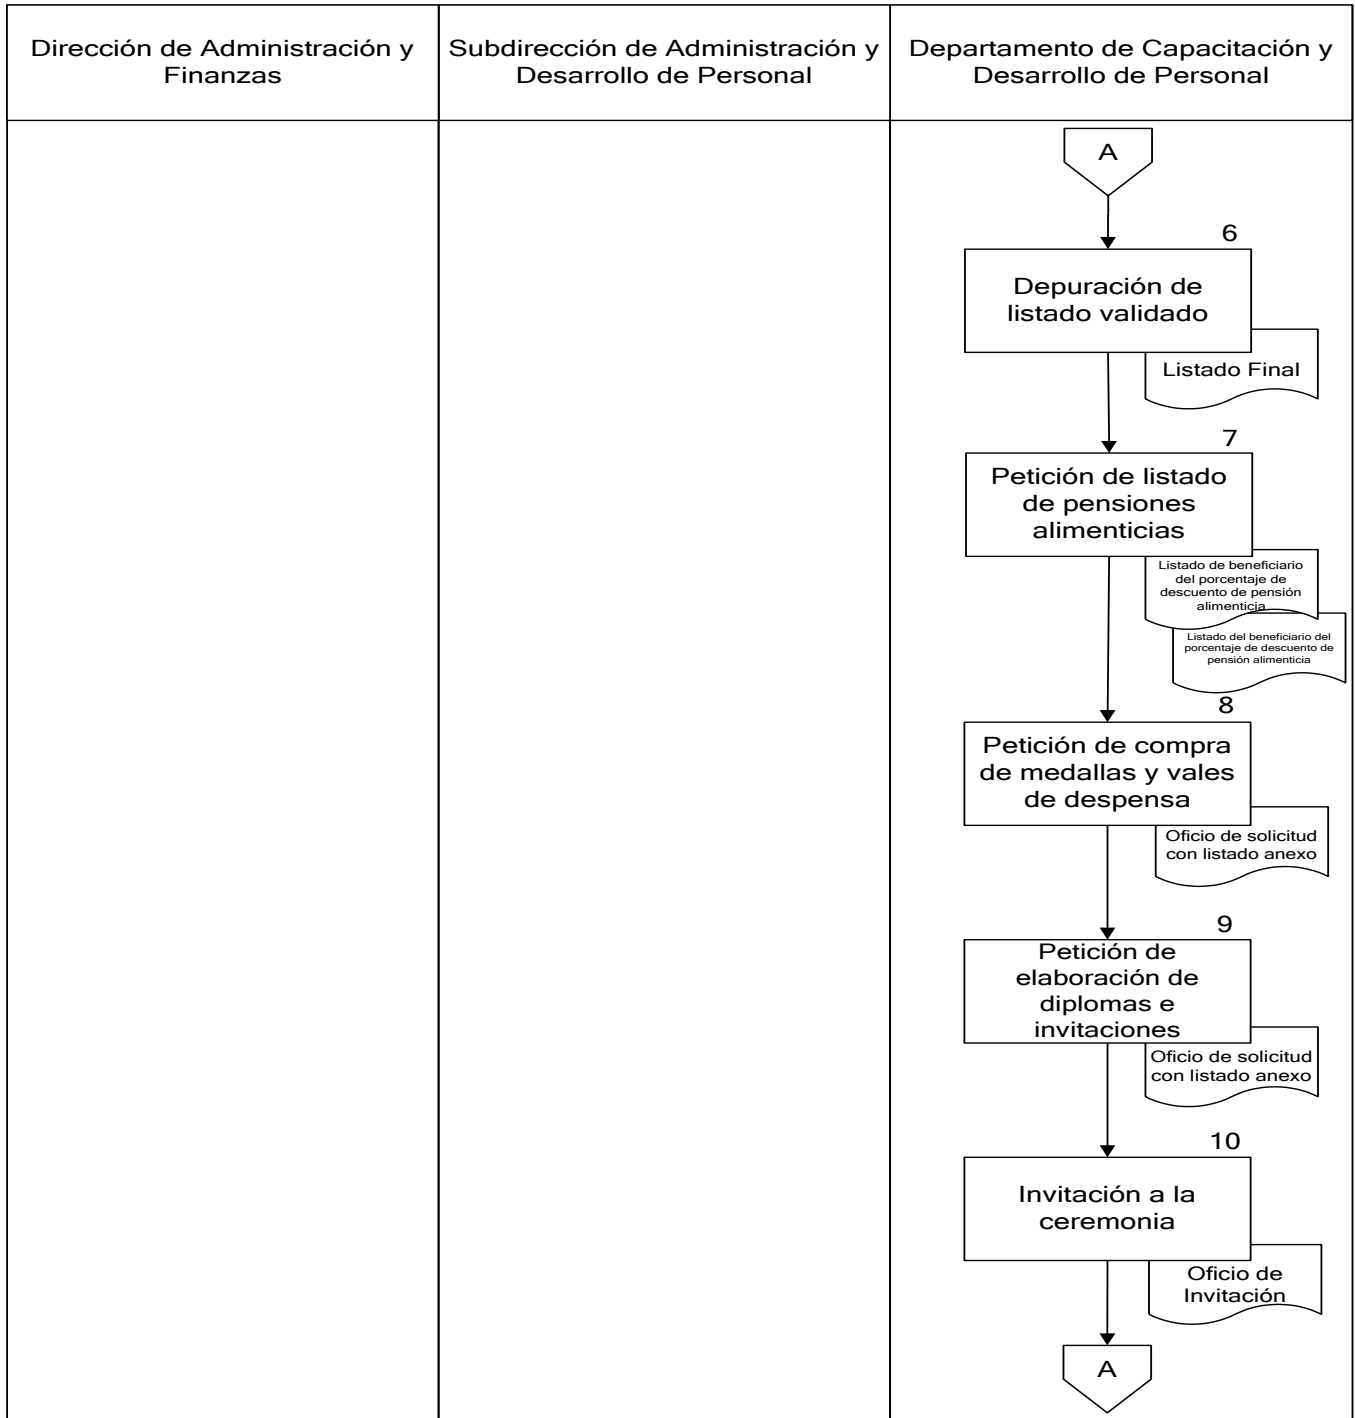 Dirección de Administración y
Finanzas
Subdirección de Administración y
Desarrollo de Personal
Departamento de Capacitación y
Desarrollo de Personal
A
6
Depuración de
listado validado
Listado Final
7
Petición de listado
de pensiones
alimenticias
Listado de beneficiario
del porcentaje de
descuento de pensión
alimenticia
Listado del beneficiario del
porcentaje de descuento de
pensión alimenticia
8
Petición de compra
de medallas y vales
de despensa
Oficio de solicitud
con listado anexo
9
Petición de
elaboración de
diplomas e
invitaciones
Oficio de solicitud
con listado anexo
10
Invitación a la
ceremonia
Oficio de
Invitación
A